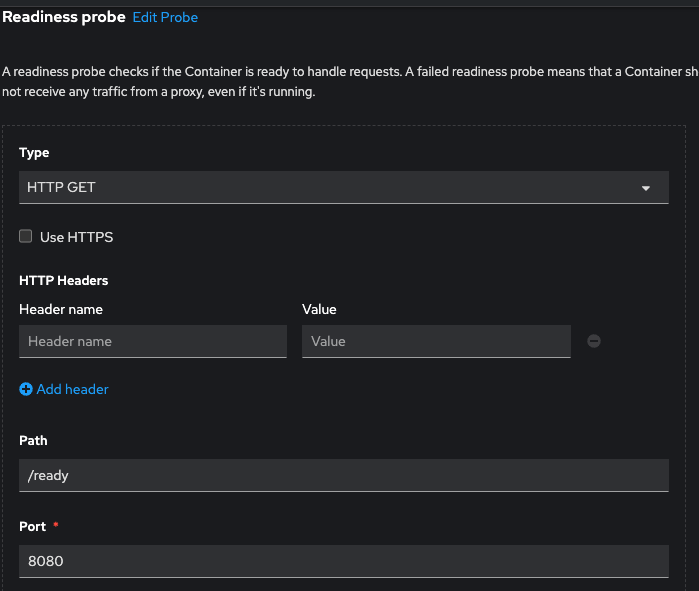 Readiness probe Edit Probe
A readiness probe checks if the Container is ready to handle requests. A failed readiness probe means that a Container sh
not receive any traffic from a proxy, even if it's running.
Type
HTTP GET
Use HTTPS
HTTP Headers
Header name Value
Header name Value
Add header
Path
/ready
Port *
8080